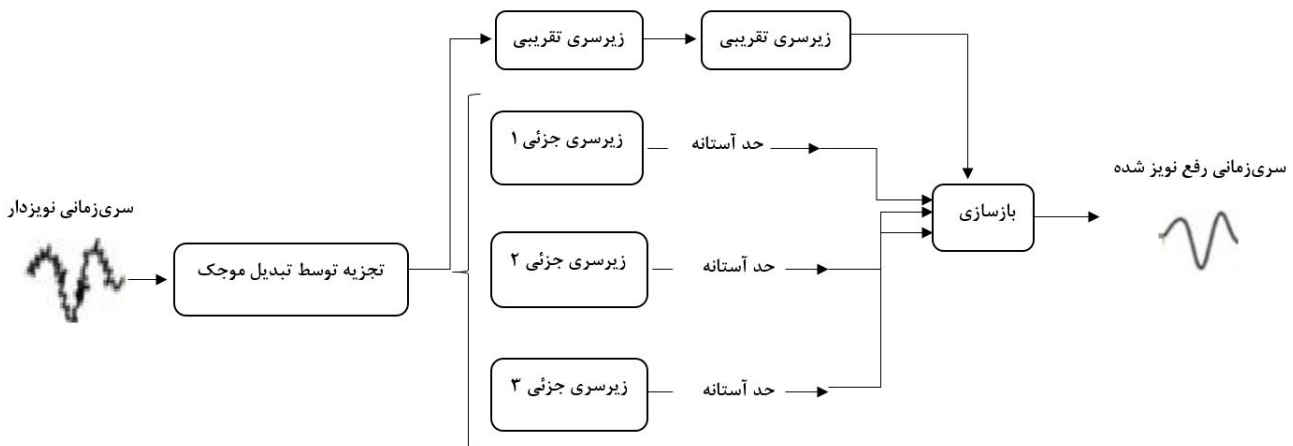 زیرسری تقریبی
زیرسری تقریبی
زیرسری جزئی ۱
حد آستانه
سری‌زمانی رفع نویز شده
سری‌زمانی نویزدار
بازسازی
تجزیه توسط تبدیل موجک
زیرسری جزئی ۲
حد آستانه
زیرسری جزئی ۳
حد آستانه